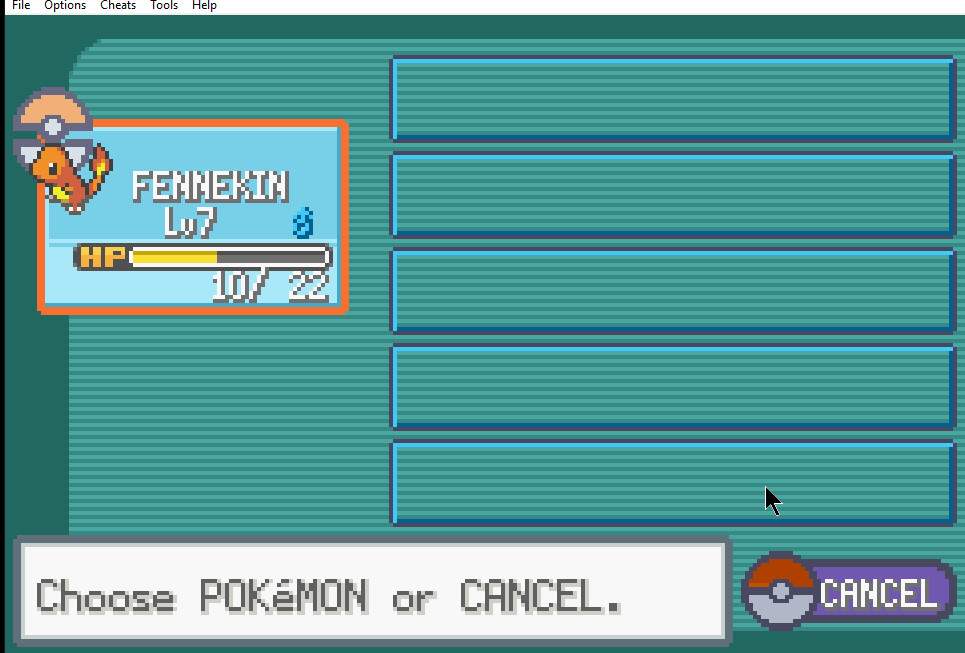 File Options Cheats Tools Help
FENNEKIN
Lv7
HP
10/ 22
Choose POKéMON or CANCEL.
CANCEL